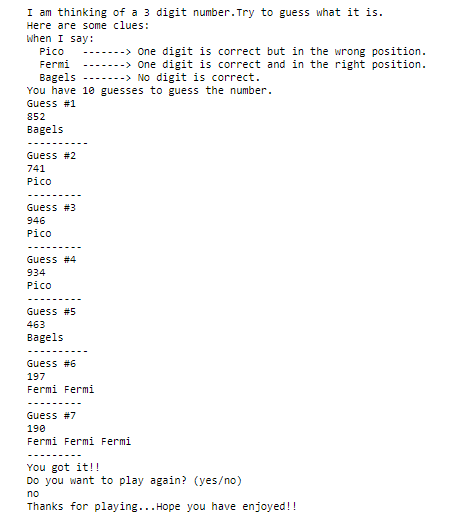 I am thinking of a 3 digit number.Try to guess what it is.
Here are some clues:
When I say:
  Pico   -------> One digit is correct but in the wrong position.
  Fermi  -------> One digit is correct and in the right position.
  Bagels -------> No digit is correct.
You have 10 guesses to guess the number.
Guess #1
852
Bagels
----------
Guess #2
741
Pico
---------
Guess #3
946
Pico
---------
Guess #4
934
Pico
---------
Guess #5
463
Bagels
----------
Guess #6
197
Fermi Fermi
---------
Guess #7
190
Fermi Fermi Fermi
---------
You got it!!
Do you want to play again? (yes/no)
no
Thanks for playing...Hope you have enjoyed!!